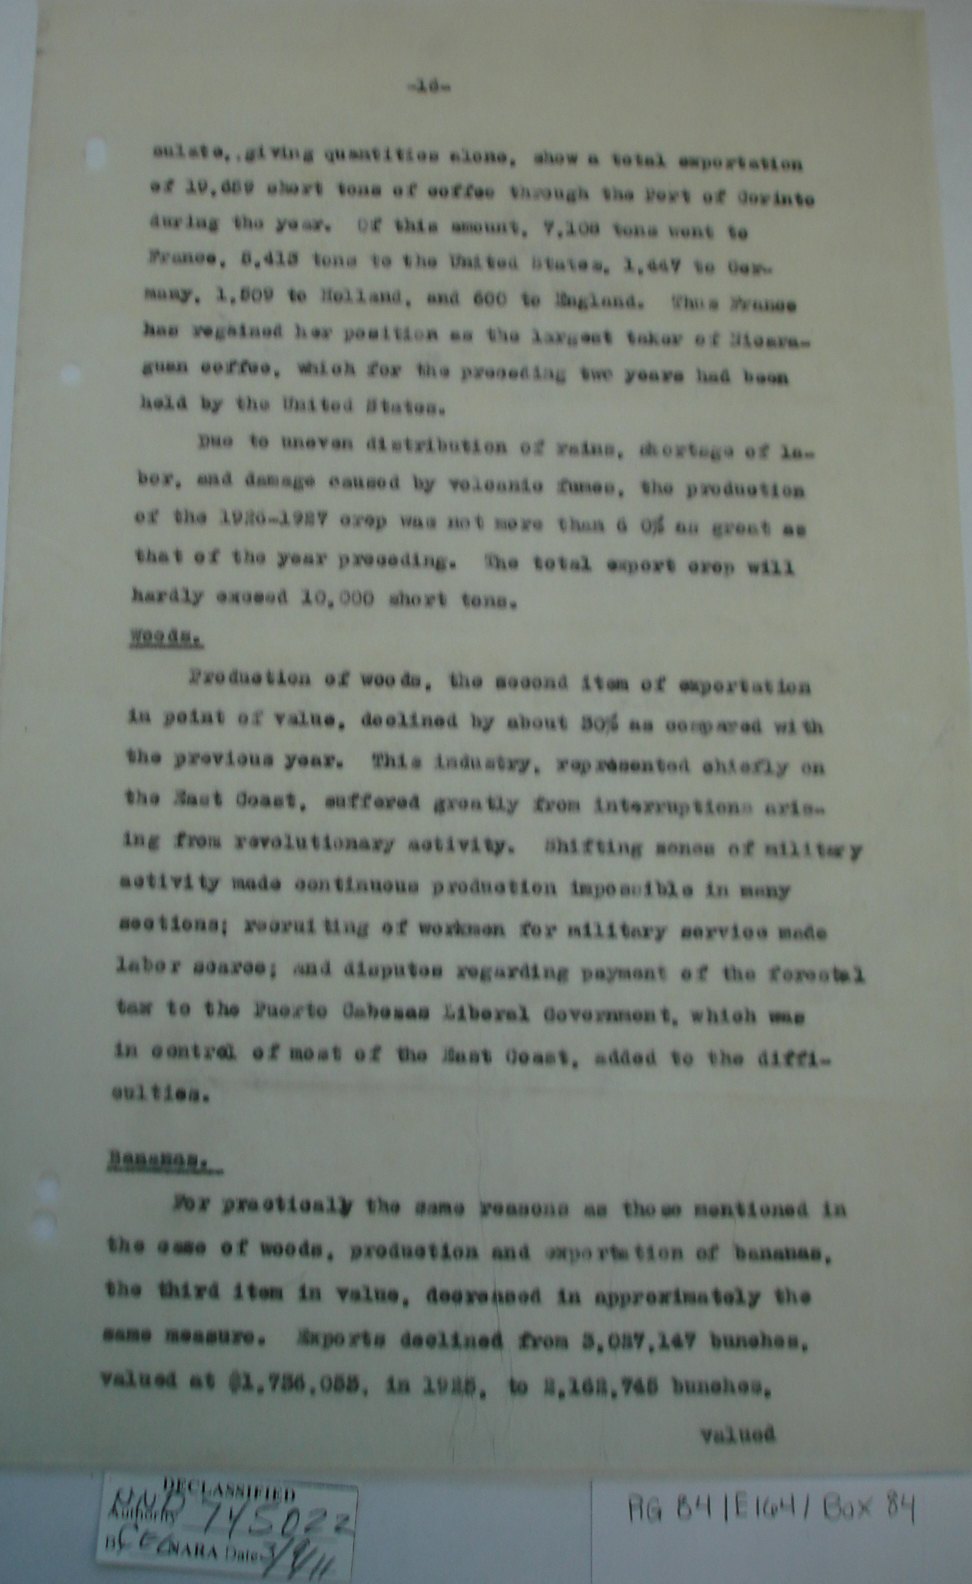 -16-
sulate, giving quantities alone, show a total exportation
of 19,689 short tons of coffee through the Port of Corinto
during the year. Of this amount, 7,108 tons went to
France, 5,413 tons to the United States, 1,447 to Ger-
many, 1,509 to Holland, and 600 to England. Thus France
has regained her position as the largest taker of Nicara-
guan coffee, which for the preceding two years had been
held by the United States.
Due to uneven distribution of rains, shortage of la-
bor, and damage caused by volcanic fumes, the production
of the 1926-1927 crop was not more than 6 0% as great as
that of the year preceding. The total export crop will
hardly exceed 10,000 short tons.
Woods.
Production of woods, the second item of exportation
in point of value, declined by about 30% as compared with
the previous year. This industry, represented chiefly on
the East Coast, suffered greatly from interruptions aris-
ing from revolutionary activity. Shifting zones of military
activity made continuous production impossible in many
sections; recruiting of workmen for military service made
labor scarce; and disputes regarding payment of the forestal
tax to the Puerto Cabezas Liberal Government, which was
in control of most of the East Coast, added to the diffi-
culties.
Bananas.
For practically the same reasons as those mentioned in
the case of woods, production and exportation of bananas,
the third item in value, decreased in approximately the
same measure. Exports declined from 3,027,147 bunches,
valued at $1,756,055, in 1925, to 2,162,745 bunches,
valued
DECLASSIFIED
Authority NND 745022
By CEC NARA Date 3/9/11
RG 84 / E164 / Box 84